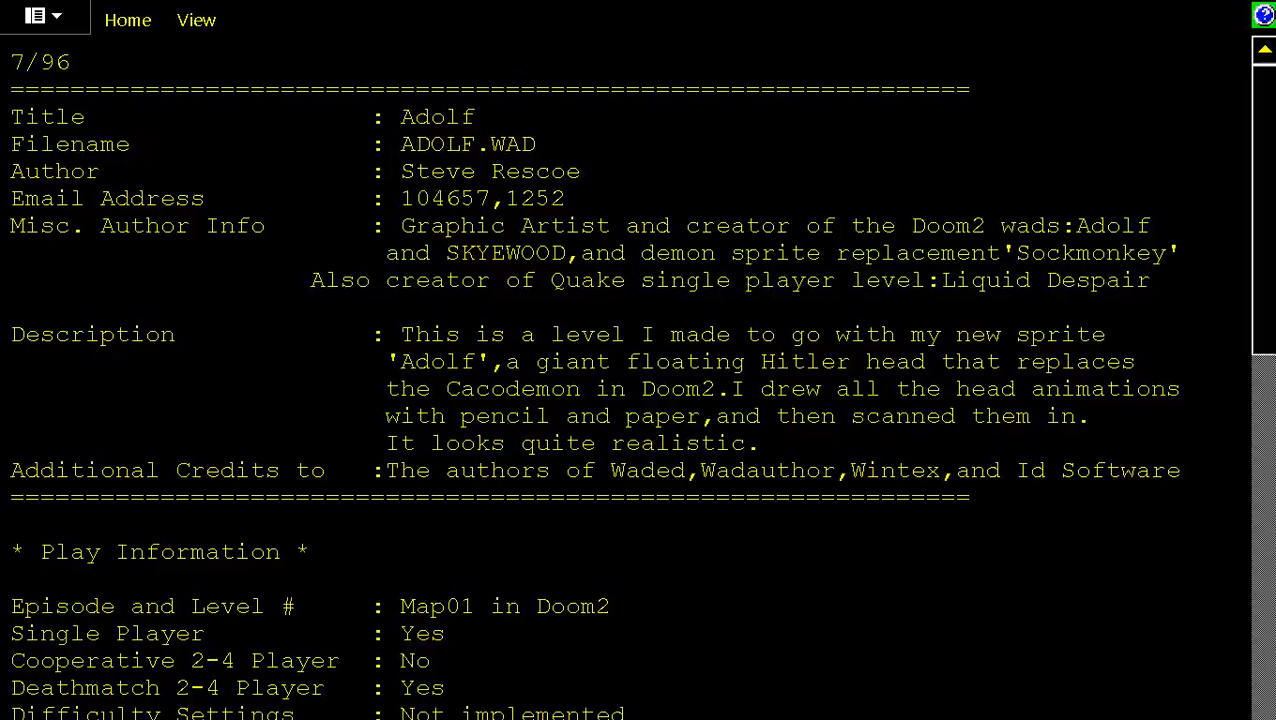 Home View
7/96
================================================================
Title : Adolf
Filename : ADOLF.WAD
Author : Steve Rescoe
Email Address : 104657,1252
Misc. Author Info : Graphic Artist and creator of the Doom2 wads:Adolf
and SKYEWOOD,and demon sprite replacement'Sockmonkey'
Also creator of Quake single player level:Liquid Despair
Description : This is a level I made to go with my new sprite
'Adolf',a giant floating Hitler head that replaces
the Cacodemon in Doom2.I drew all the head animations
with pencil and paper,and then scanned them in.
It looks quite realistic.
Additional Credits to :The authors of Waded,Wadauthor,Wintex,and Id Software
================================================================
* Play Information *
Episode and Level # : Map01 in Doom2
Single Player : Yes
Cooperative 2-4 Player : No
Deathmatch 2-4 Player : Yes
Difficulty Settings : Not implemented